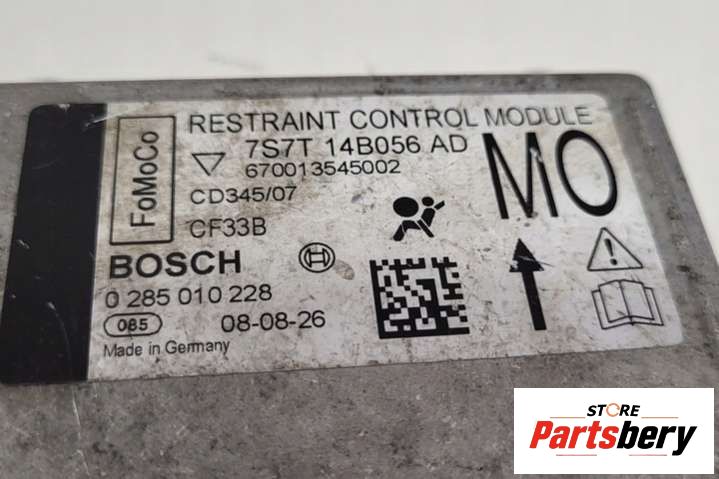 RESTRAINT CONTROL MODULE
FoMoCo
7S7T 14B056 AD
670013545002
MO
CD345/07
CF33B
BOSCH
0 285 010 228
085
08-08-26
Made in Germany
STORE
Partsbery